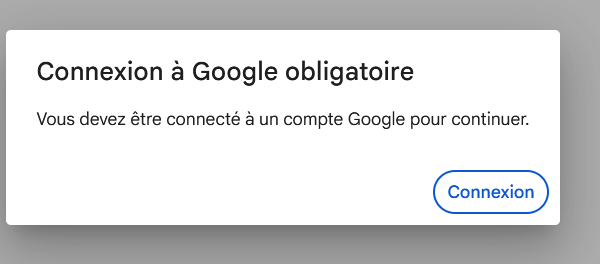 Connexion à Google obligatoire
Vous devez être connecté à un compte Google pour continuer.
Connexion